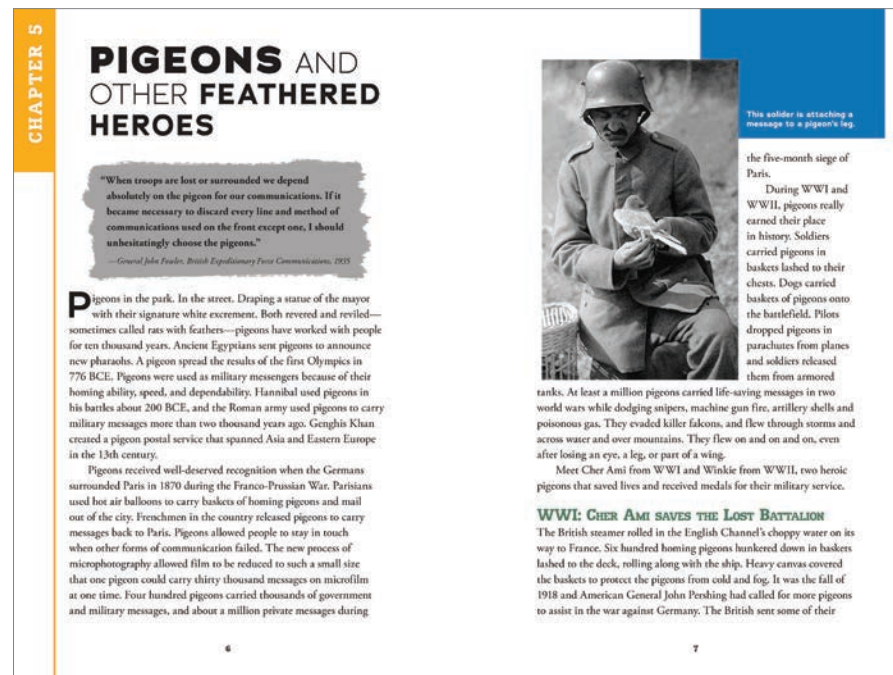 CHAPTER 5
PIGEONS AND
OTHER FEATHERED
HEROES
“When troops are lost or surrounded we depend
absolutely on the pigeon for our communications. If it
became necessary to discard every line and method of
communications used on the front except one, I should
unhesitatingly choose the pigeons.”
—General John Fowler, British Expeditionary Force Communications, 1935
Pigeons in the park. In the street. Draping a statue of the mayor
with their signature white excrement. Both revered and reviled—
sometimes called rats with feathers—pigeons have worked with people
for ten thousand years. Ancient Egyptians sent pigeons to announce
new pharaohs. A pigeon spread the results of the first Olympics in
776 BCE. Pigeons were used as military messengers because of their
homing ability, speed, and dependability. Hannibal used pigeons in
his battles about 200 BCE, and the Roman army used pigeons to carry
military messages more than two thousand years ago. Genghis Khan
created a pigeon postal service that spanned Asia and Eastern Europe
in the 13th century.
Pigeons received well-deserved recognition when the Germans
surrounded Paris in 1870 during the Franco-Prussian War. Parisians
used hot air balloons to carry baskets of homing pigeons and mail
out of the city. Frenchmen in the country released pigeons to carry
messages back to Paris. Pigeons allowed people to stay in touch
when other forms of communication failed. The new process of
microphotography allowed film to be reduced to such a small size
that one pigeon could carry thirty thousand messages on microfilm
at one time. Four hundred pigeons carried thousands of government
and military messages, and about a million private messages during
6
This solider is attaching a
message to a pigeon's leg.
the five-month siege of
Paris.
During WWI and
WWII, pigeons really
earned their place
in history. Soldiers
carried pigeons in
baskets lashed to their
chests. Dogs carried
baskets of pigeons onto
the battlefield. Pilots
dropped pigeons in
parachutes from planes
and soldiers released
them from armored
tanks. At least a million pigeons carried life-saving messages in two
world wars while dodging snipers, machine gun fire, artillery shells and
poisonous gas. They evaded killer falcons, and flew through storms and
across water and over mountains. They flew on and on and on, even
after losing an eye, a leg, or part of a wing.
Meet Cher Ami from WWI and Winkie from WWII, two heroic
pigeons that saved lives and received medals for their military service.
WWI: CHER AMI SAVES THE LOST BATTALION
The British steamer rolled in the English Channel's choppy water on its
way to France. Six hundred homing pigeons hunkered down in baskets
lashed to the deck, rolling along with the ship. Heavy canvas covered
the baskets to protect the pigeons from cold and fog. It was the fall of
1918 and American General John Pershing had called for more pigeons
to assist in the war against Germany. The British sent some of their
7